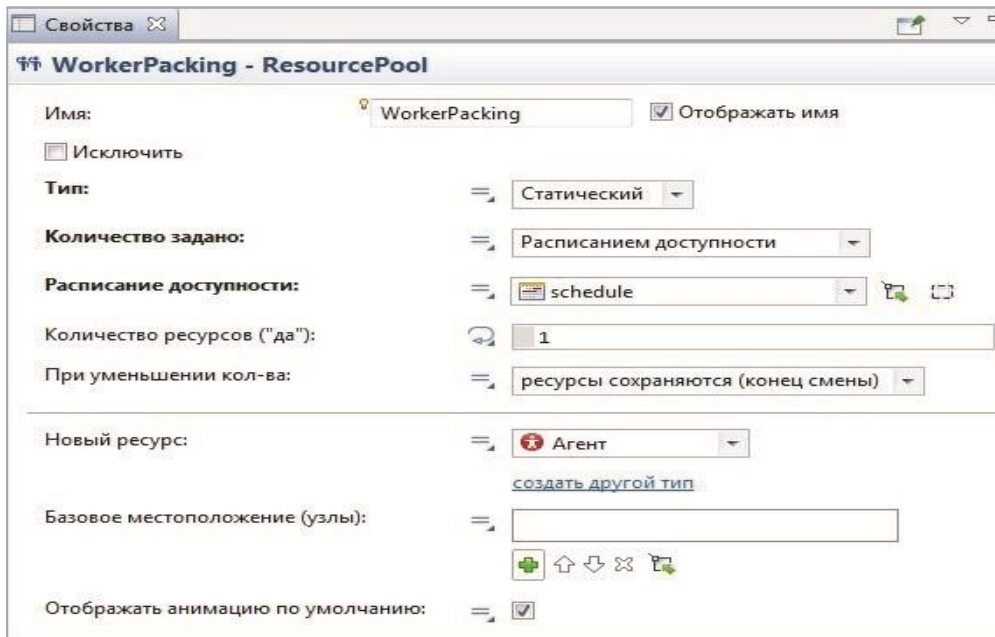 Свойства
WorkerPacking - ResourcePool
Имя: WorkerPacking Отображать имя
Исключить
Тип: Статический
Количество задано: Расписанием доступности
Расписание доступности: schedule
Количество ресурсов ("да"): 1
При уменьшении кол-ва: ресурсы сохраняются (конец смены)
Новый ресурс: Агент
создать другой тип
Базовое местоположение (узлы):
Отображать анимацию по умолчанию: